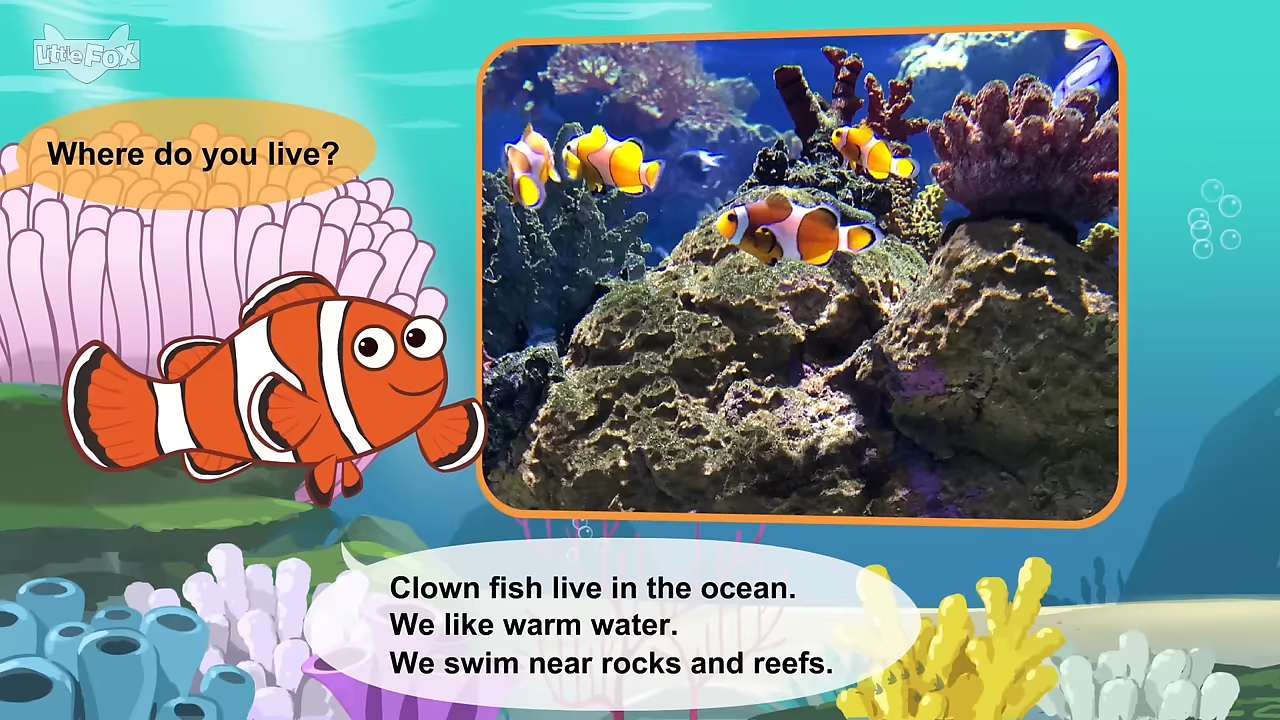 Little Fox
Where do you live?
Clown fish live in the ocean.
We like warm water.
We swim near rocks and reefs.